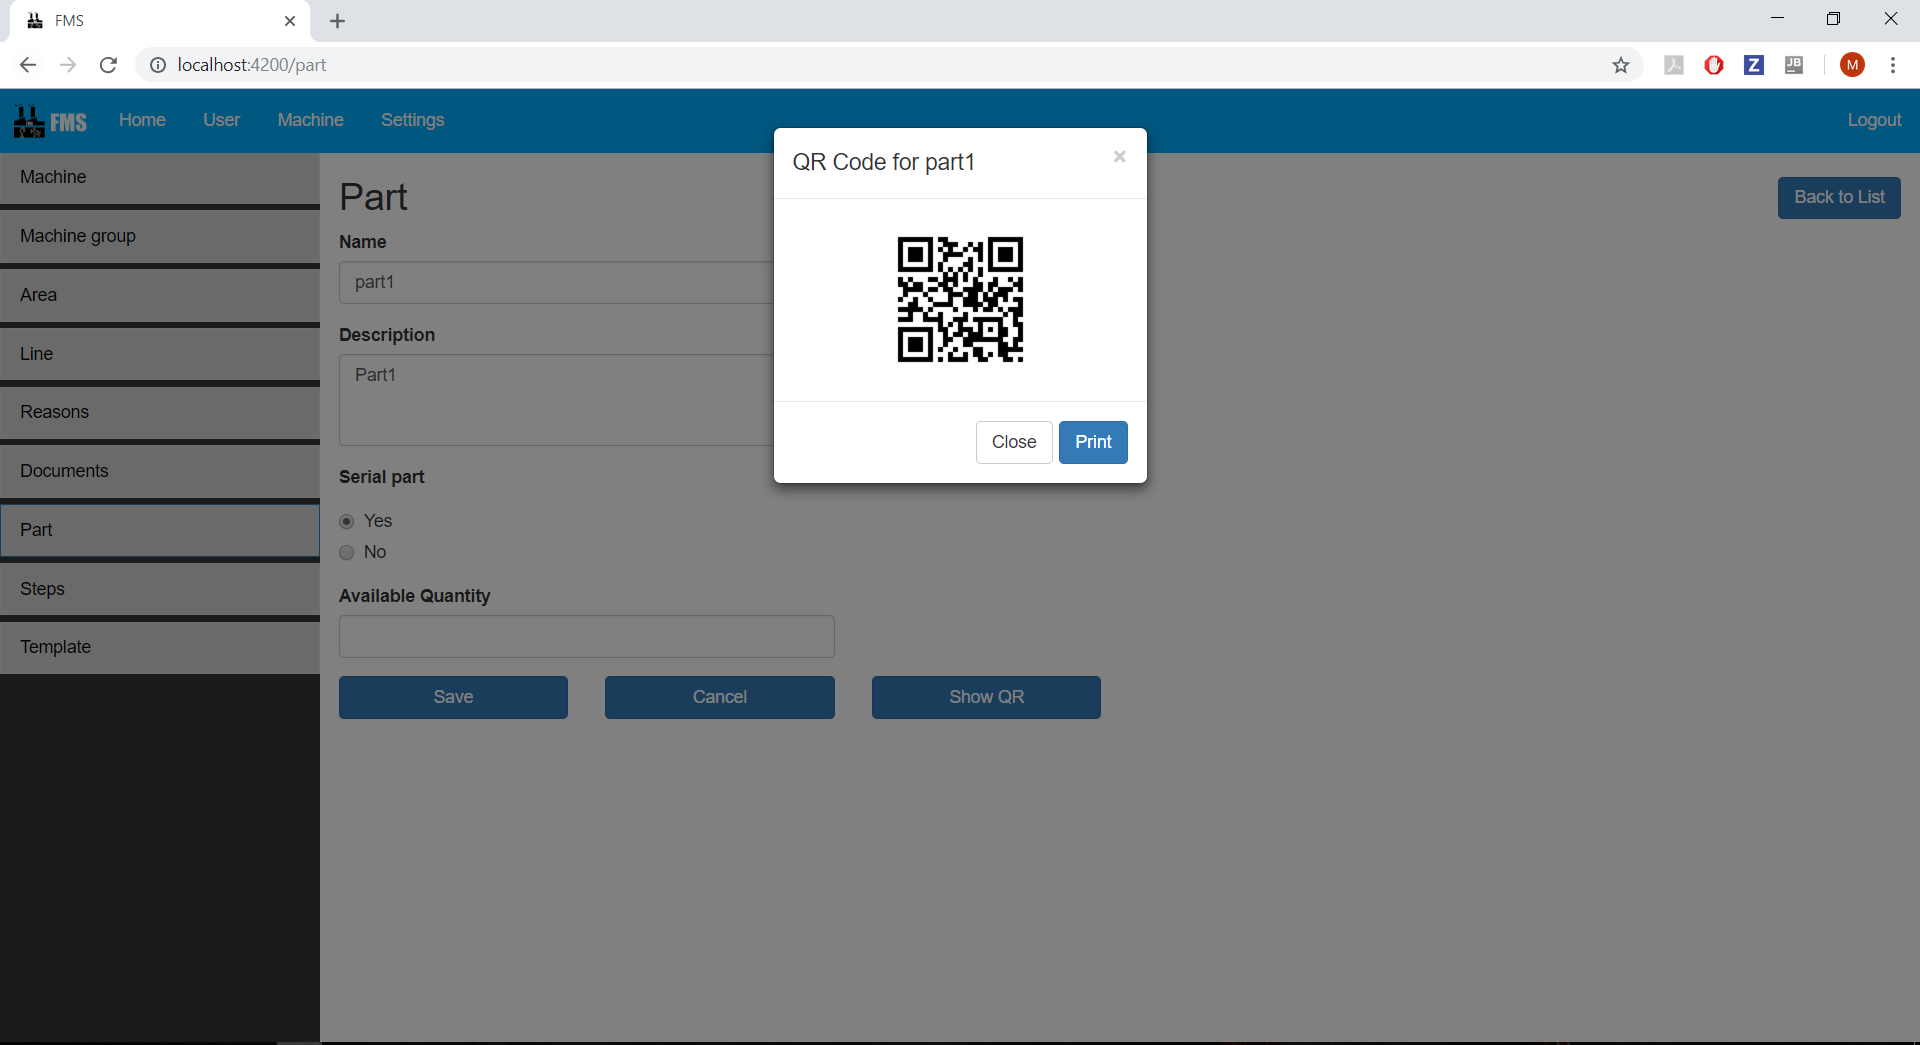 FMS
localhost:4200/part
Z
JB
M
FMS
Home
User
Machine
Settings
Logout
Machine
Machine group
Area
Line
Reasons
Documents
Part
Steps
Template
Part
Back to List
Name
part1
Description
Part1
Serial part
Yes
No
Available Quantity
Save
Cancel
Show QR
QR Code for part1
×
Close
Print